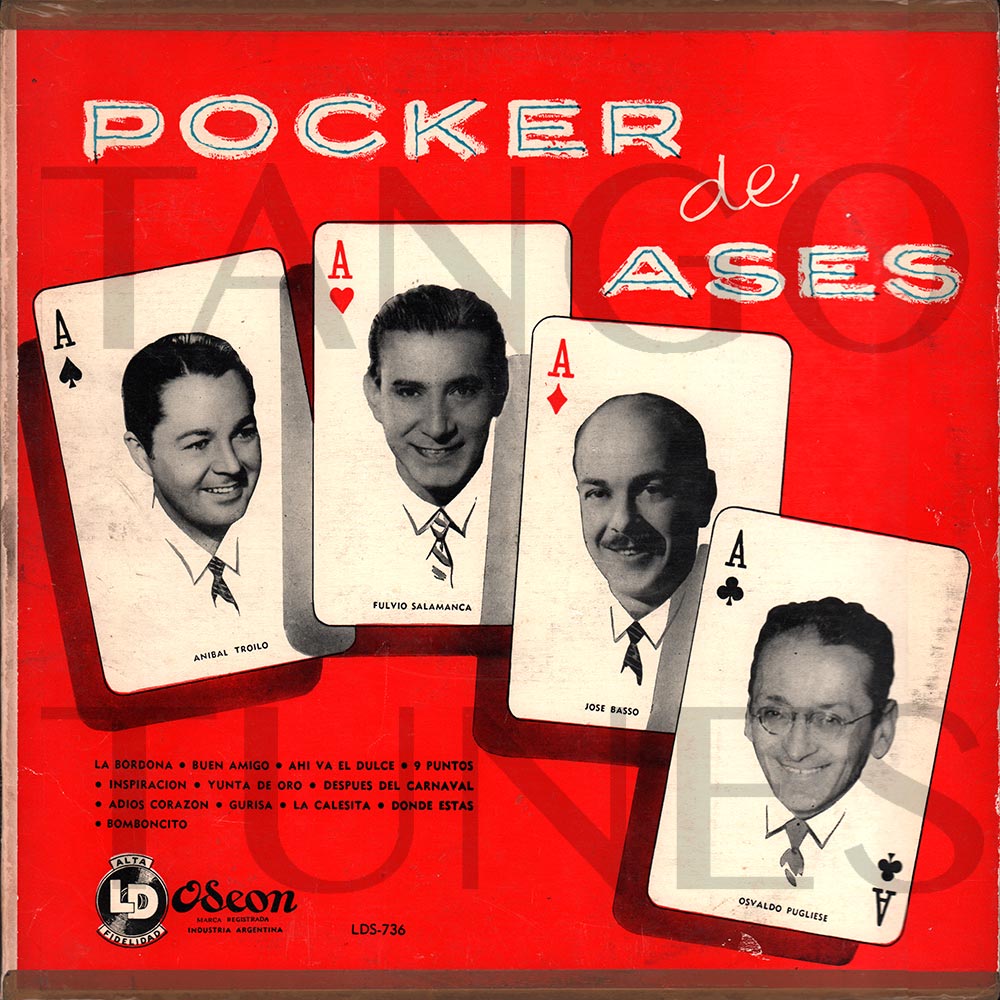 POCKER
de
ASES
TANGO
TUNES
A
ANIBAL TROILO
A
FULVIO SALAMANCA
A
JOSE BASSO
A
OSVALDO PUGLIESE
A
LA BORDONA • BUEN AMIGO • AHI VA EL DULCE • 9 PUNTOS
• INSPIRACION • YUNTA DE ORO • DESPUES DEL CARNAVAL
• ADIOS CORAZON • GURISA • LA CALESITA • DONDE ESTAS
• BOMBONCITO
ALTA
LD
FIDELIDAD
Odeon
MARCA REGISTRADA
INDUSTRIA ARGENTINA
LDS-736